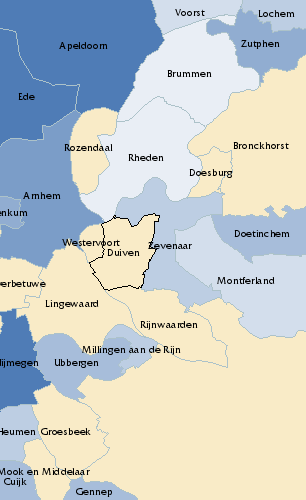 Voorst
Lochem
Apeldoorn
Zutphen
Brummen
Ede
Rozendaal
Bronckhorst
Rheden
Doesburg
Arnhem
enkum
Doetinchem
Westervoort
Zevenaar
Duiven
Montferland
erbetuwe
Lingewaard
Rijnwaarden
Millingen aan de Rijn
Nijmegen
Ubbergen
Heumen
Groesbeek
Mook en Middelaar
Cuijk
Gennep